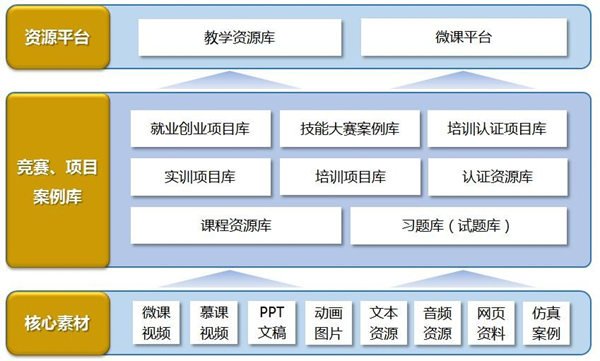 资源平台
教学资源库
微课平台
竞赛、项目
案例库
就业创业项目库
技能大赛案例库
培训认证项目库
实训项目库
培训项目库
认证资源库
课程资源库
习题库（试题库）
核心素材
微课
视频
慕课
视频
PPT
文稿
动画
图片
文本
资源
音频
资源
网页
资料
仿真
案例